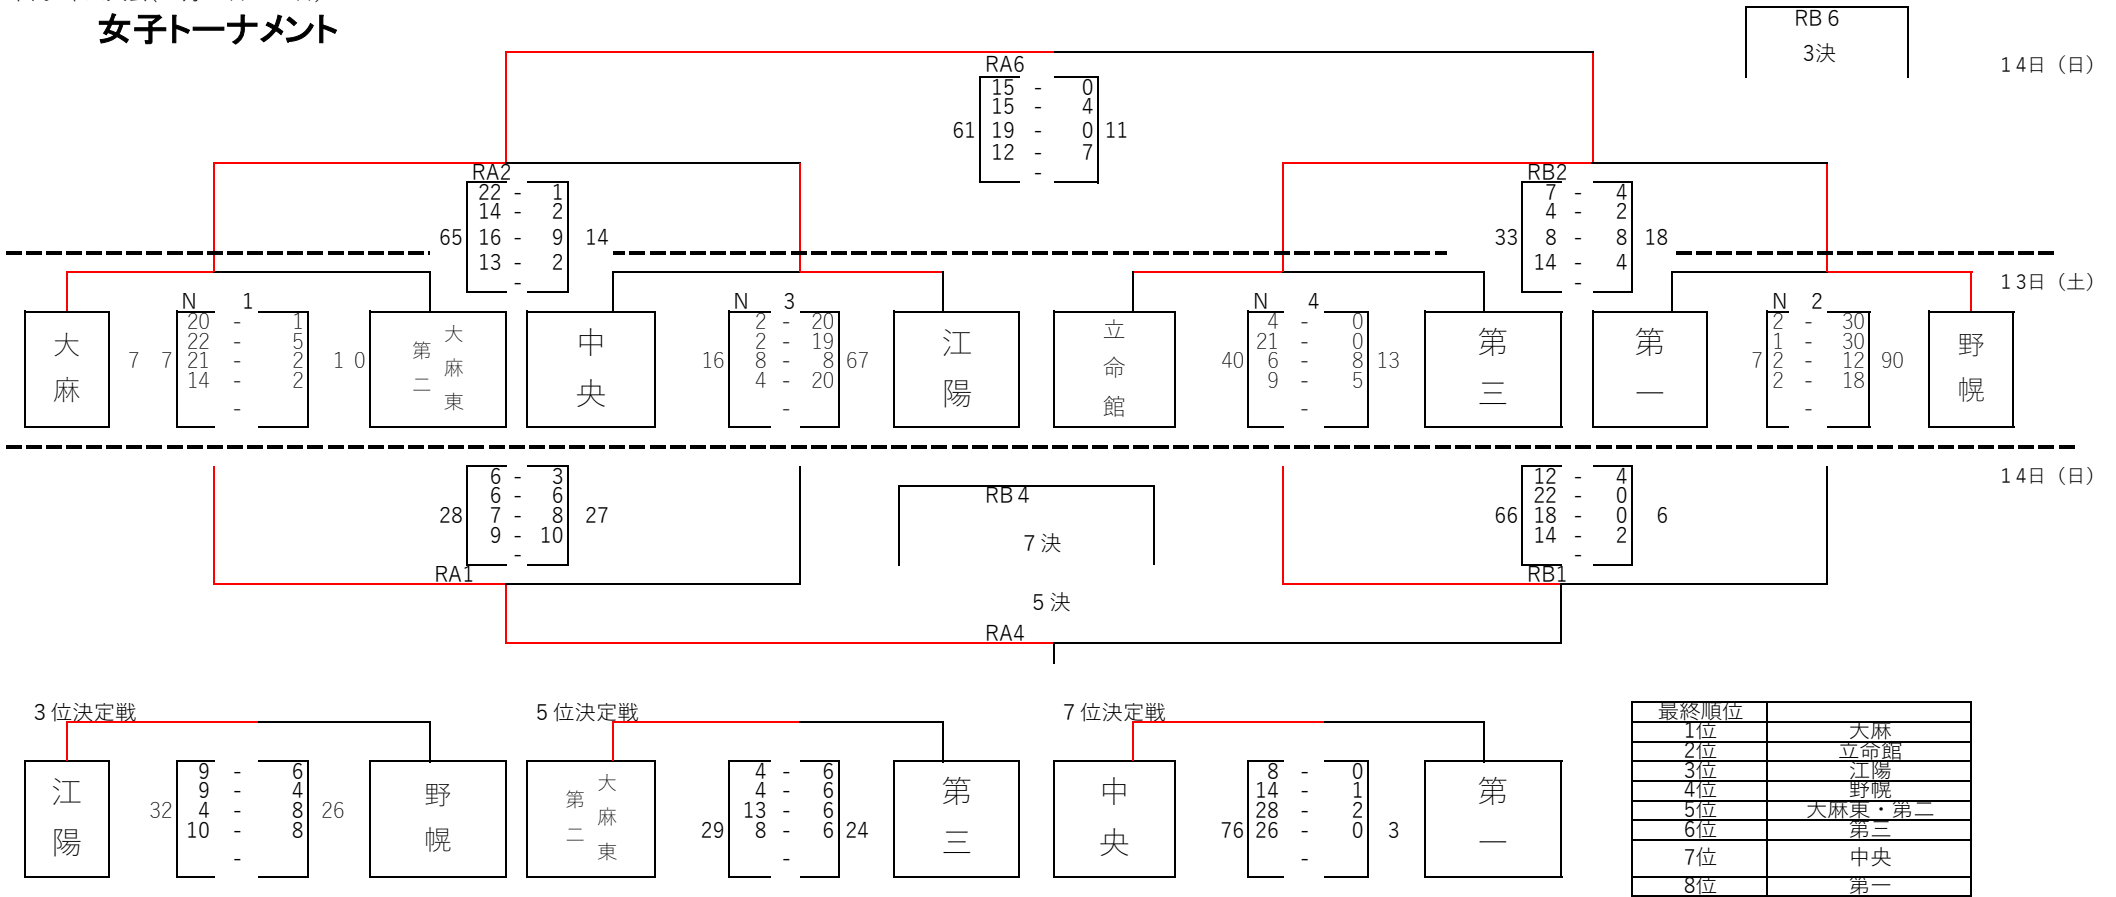 女子トーナメント
RB 6
3決
14日（日）
RA6
15 - 0
15 - 4
61 19 - 0 11
12 - 7
-
RA2
22 - 1
14 - 2
65 16 - 9 14
13 - 2
-
RB2
7 - 4
4 - 2
33 8 - 8 18
14 - 4
-
13日（土）
大麻
N 1
20 - 1
22 - 5
7 7 21 - 2 1 0
14 - 2
-
大麻東
第二
中央
N 3
2 - 20
2 - 19
16 8 - 8 67
4 - 20
-
江陽
立命館
N 4
4 - 0
21 - 0
40 6 - 8 13
9 - 5
-
第三
第一
N 2
2 - 30
1 - 30
7 2 - 12 90
2 - 18
-
野幌
14日（日）
6 - 3
6 - 6
28 7 - 8 27
9 - 10
-
RA1
RB 4
7 決
5 決
RA4
12 - 4
22 - 0
66 18 - 0 6
14 - 2
-
RB1
3 位決定戦
江陽
9 - 6
9 - 4
32 4 - 8 26
10 - 8
-
野幌
5 位決定戦
大麻東
第二
4 - 6
4 - 6
13 - 6
29 8 - 6 24
-
第三
7 位決定戦
中央
8 - 0
14 - 1
28 - 2
76 26 - 0 3
-
第一
最終順位
1位 大麻
2位 立命館
3位 江陽
4位 野幌
5位 大麻東・第二
6位 第三
7位 中央
8位 第一